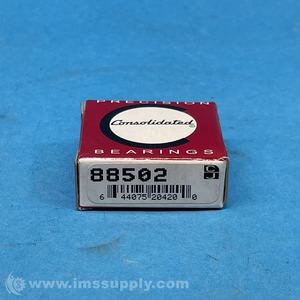 PRECISION
Consolidated
BEARINGS
88502
6 44075 20420 0
© www.imssupply.com